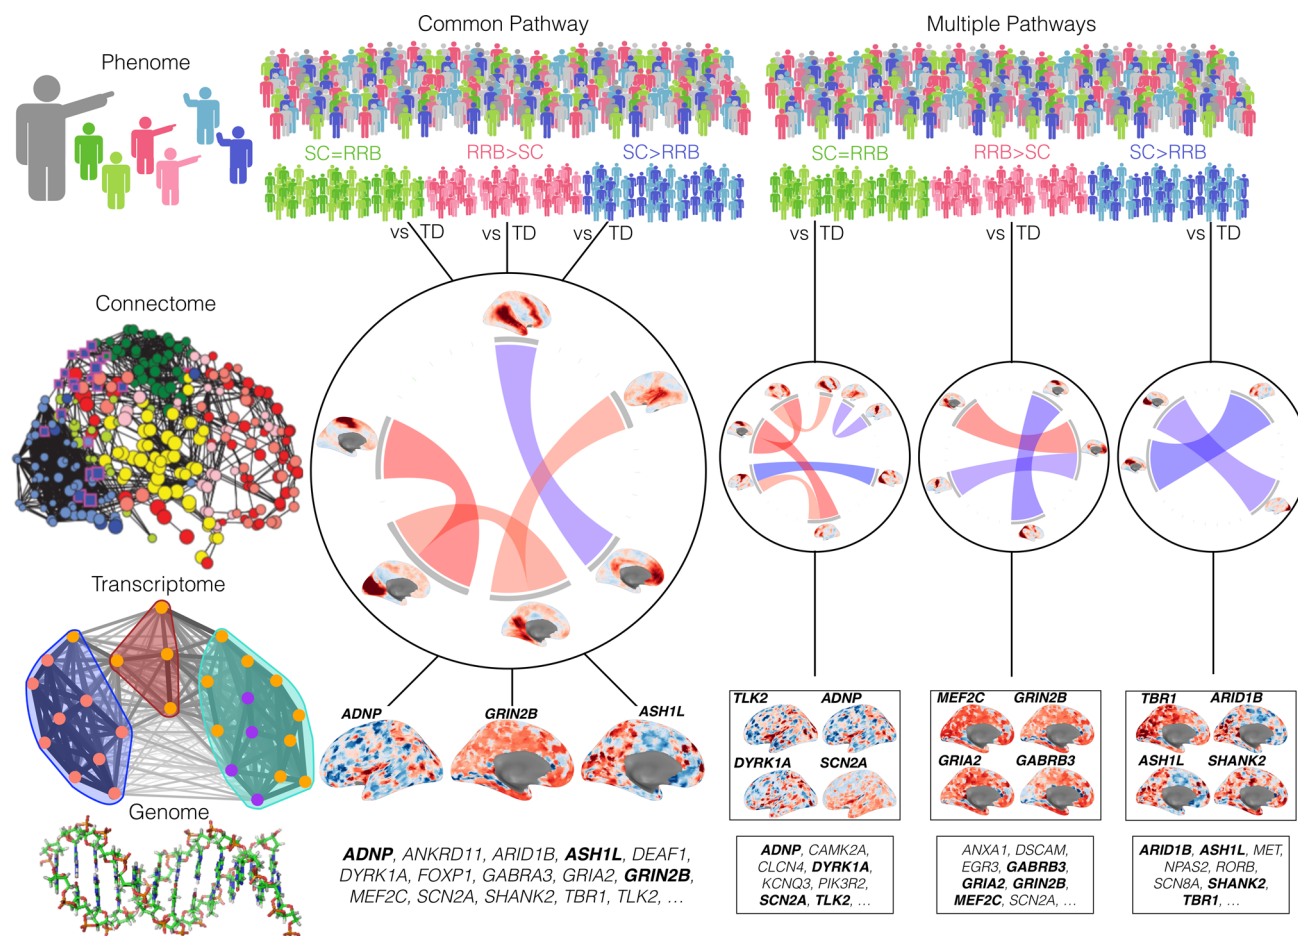 Common Pathway
Multiple Pathways
Phenome
SC=RRB
RRB>SC
SC>RRB
SC=RRB
RRB>SC
SC>RRB
vs TD
vs TD
vs TD
vs TD
vs TD
vs TD
Connectome
Transcriptome
Genome
ADNP
GRIN2B
ASH1L
ADNP, ANKRD11, ARID1B, ASH1L, DEAF1,
DYRK1A, FOXP1, GABRA3, GRIA2, GRIN2B,
MEF2C, SCN2A, SHANK2, TBR1, TLK2, ...
TLK2 ADNP
DYRK1A SCN2A
ADNP, CAMK2A,
CLCN4, DYRK1A,
KCNQ3, PIK3R2,
SCN2A, TLK2, ...
MEF2C GRIN2B
GRIA2 GABRB3
ANXA1, DSCAM,
EGR3, GABRB3,
GRIA2, GRIN2B,
MEF2C, SCN2A, ...
TBR1 ARID1B
ASH1L SHANK2
ARID1B, ASH1L, MET,
NPAS2, RORB,
SCN8A, SHANK2,
TBR1, ...